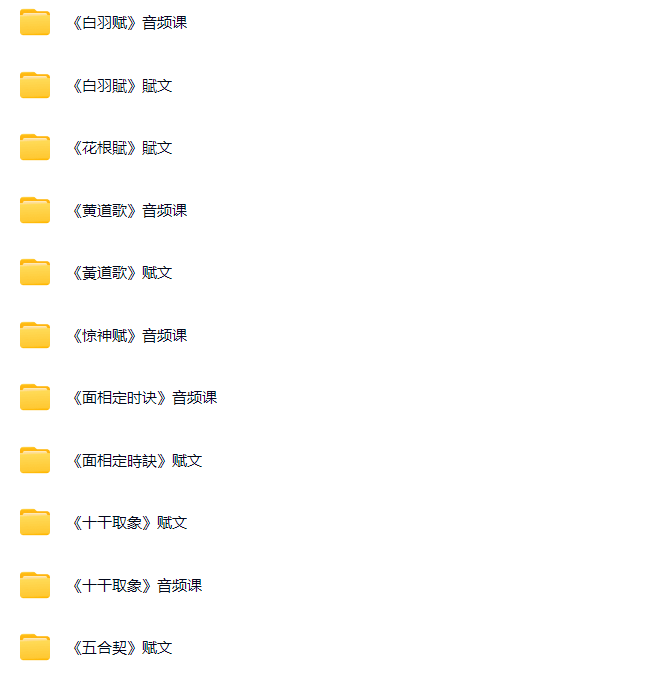 《白羽赋》音频课
《白羽賦》賦文
《花根賦》賦文
《黄道歌》音频课
《黃道歌》赋文
《惊神赋》音频课
《面相定时诀》音频课
《面相定時訣》赋文
《十干取象》赋文
《十干取象》音频课
《五合契》赋文